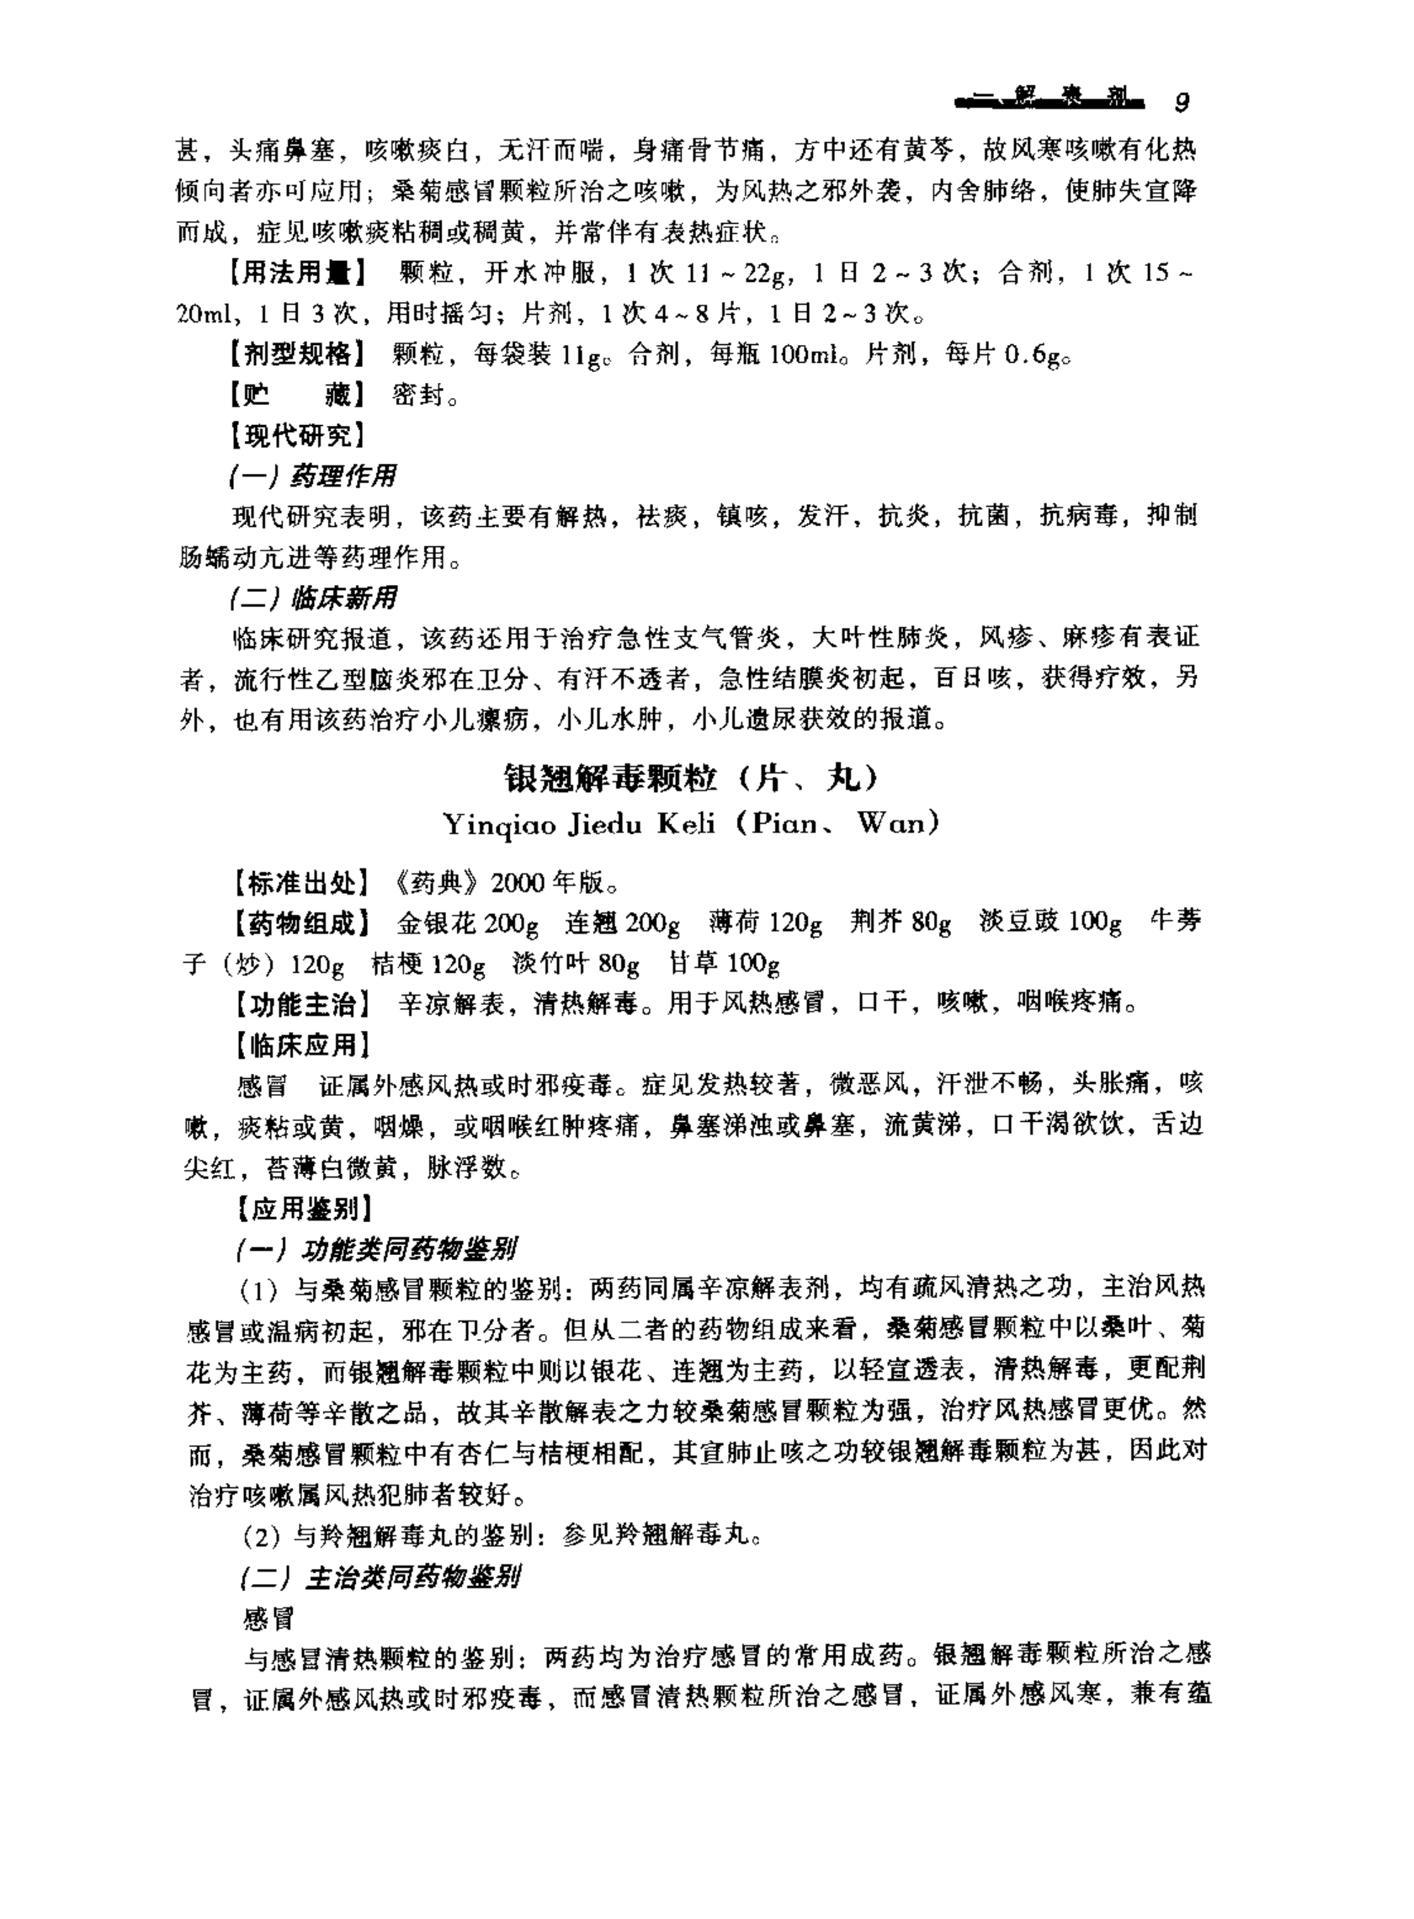 一、解 表 剂 9
甚，头痛鼻塞，咳嗽痰白，无汗而喘，身痛骨节痛，方中还有黄芩，故风寒咳嗽有化热
倾向者亦可应用；桑菊感冒颗粒所治之咳嗽，为风热之邪外袭，内舍肺络，使肺失宣降
而成，症见咳嗽痰粘稠或稠黄，并常伴有表热症状。
【用法用量】 颗粒，开水冲服，1 次 11～22g，1 日 2～3 次；合剂，1 次 15～
20ml，1 日 3 次，用时摇匀；片剂，1 次 4～8 片，1 日 2～3 次。
【剂型规格】 颗粒，每袋装 11g。合剂，每瓶 100ml。片剂，每片 0.6g。
【贮 藏】 密封。
【现代研究】
（一）药理作用
现代研究表明，该药主要有解热，祛痰，镇咳，发汗，抗炎，抗菌，抗病毒，抑制
肠蠕动亢进等药理作用。
（二）临床新用
临床研究报道，该药还用于治疗急性支气管炎，大叶性肺炎，风疹、麻疹有表证
者，流行性乙型脑炎邪在卫分、有汗不透者，急性结膜炎初起，百日咳，获得疗效，另
外，也有用该药治疗小儿瘰疬，小儿水肿，小儿遗尿获效的报道。
银翘解毒颗粒（片、丸）
Yinqiao Jiedu Keli（Pian、 Wan）
【标准出处】《药典》2000 年版。
【药物组成】 金银花 200g 连翘 200g 薄荷 120g 荆芥 80g 淡豆豉 100g 牛蒡
子（炒）120g 桔梗 120g 淡竹叶 80g 甘草 100g
【功能主治】 辛凉解表，清热解毒。用于风热感冒，口干，咳嗽，咽喉疼痛。
【临床应用】
感冒 证属外感风热或时邪疫毒。症见发热较著，微恶风，汗泄不畅，头胀痛，咳
嗽，痰粘或黄，咽燥，或咽喉红肿疼痛，鼻塞涕浊或鼻塞，流黄涕，口干渴欲饮，舌边
尖红，苔薄白微黄，脉浮数。
【应用鉴别】
（一）功能类同药物鉴别
（1）与桑菊感冒颗粒的鉴别：两药同属辛凉解表剂，均有疏风清热之功，主治风热
感冒或温病初起，邪在卫分者。但从二者的药物组成来看，桑菊感冒颗粒中以桑叶、菊
花为主药，而银翘解毒颗粒中则以银花、连翘为主药，以轻宣透表，清热解毒，更配荆
芥、薄荷等辛散之品，故其辛散解表之力较桑菊感冒颗粒为强，治疗风热感冒更优。然
而，桑菊感冒颗粒中有杏仁与桔梗相配，其宣肺止咳之功较银翘解毒颗粒为甚，因此对
治疗咳嗽属风热犯肺者较好。
（2）与羚翘解毒丸的鉴别：参见羚翘解毒丸。
（二）主治类同药物鉴别
感冒
与感冒清热颗粒的鉴别：两药均为治疗感冒的常用成药。银翘解毒颗粒所治之感
冒，证属外感风热或时邪疫毒，而感冒清热颗粒所治之感冒，证属外感风寒，兼有蕴